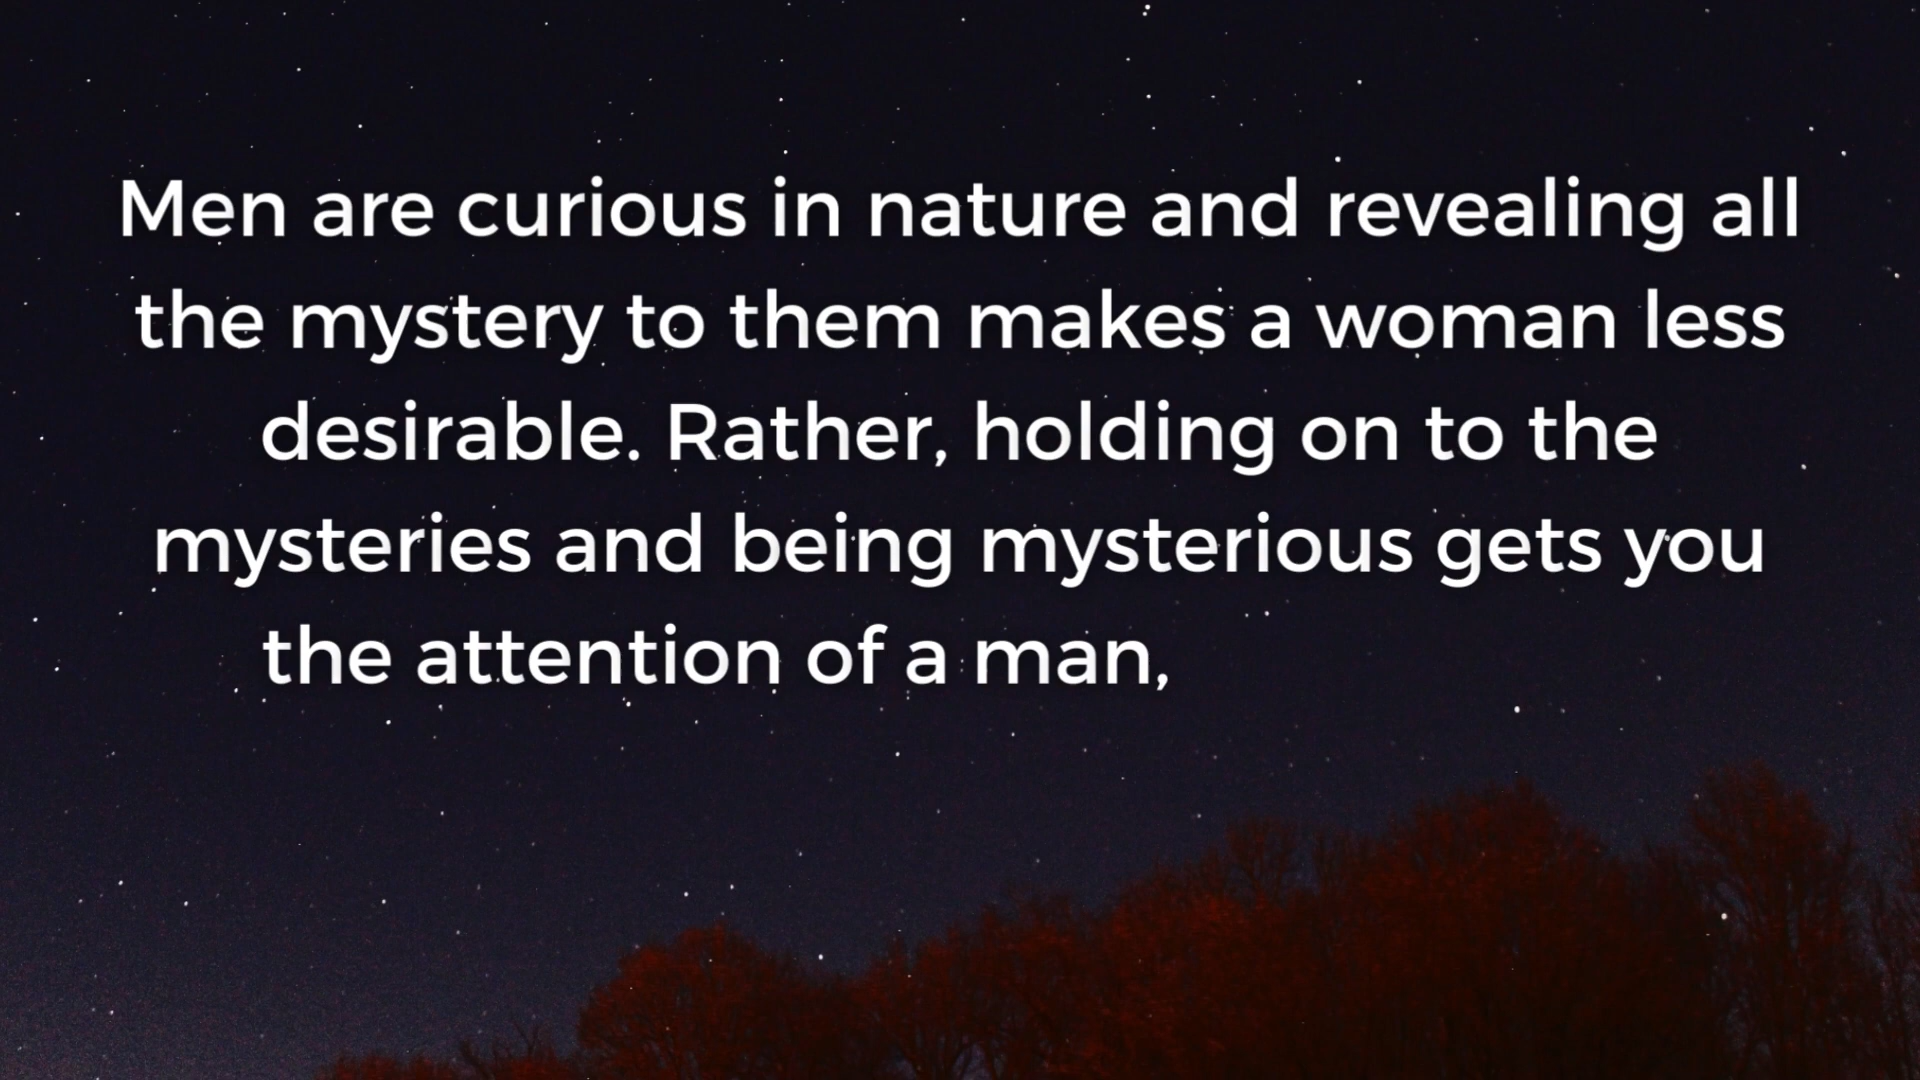 Men are curious in nature and revealing all
the mystery to them makes a woman less
desirable. Rather, holding on to the
mysteries and being mysterious gets you
the attention of a man,